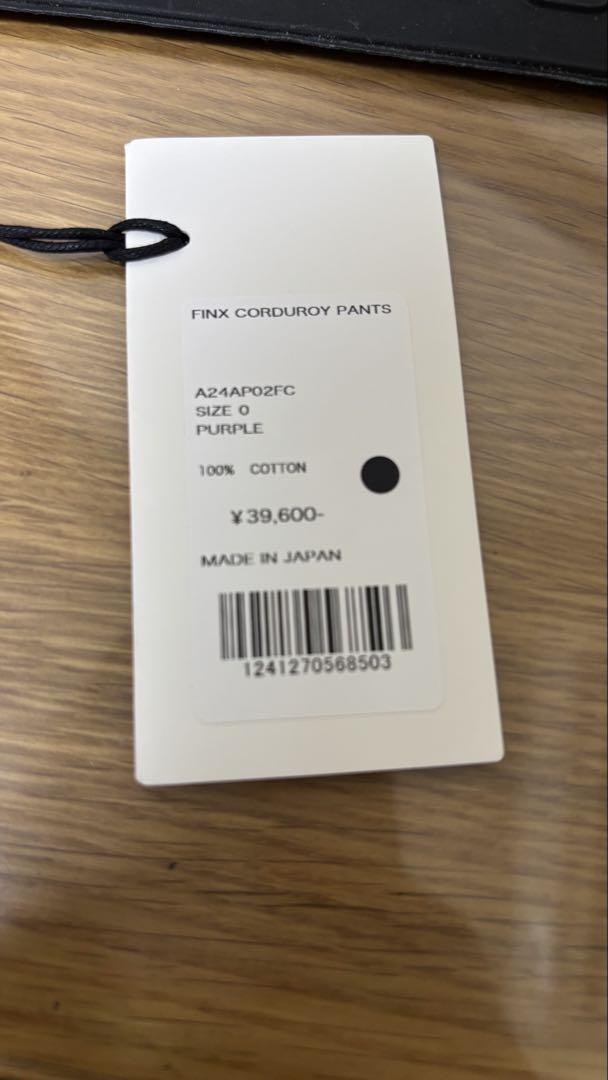 FINX CORDUROY PANTS
A24AP02FC
SIZE 0
PURPLE
100% COTTON
¥39,600-
MADE IN JAPAN
1241270568503